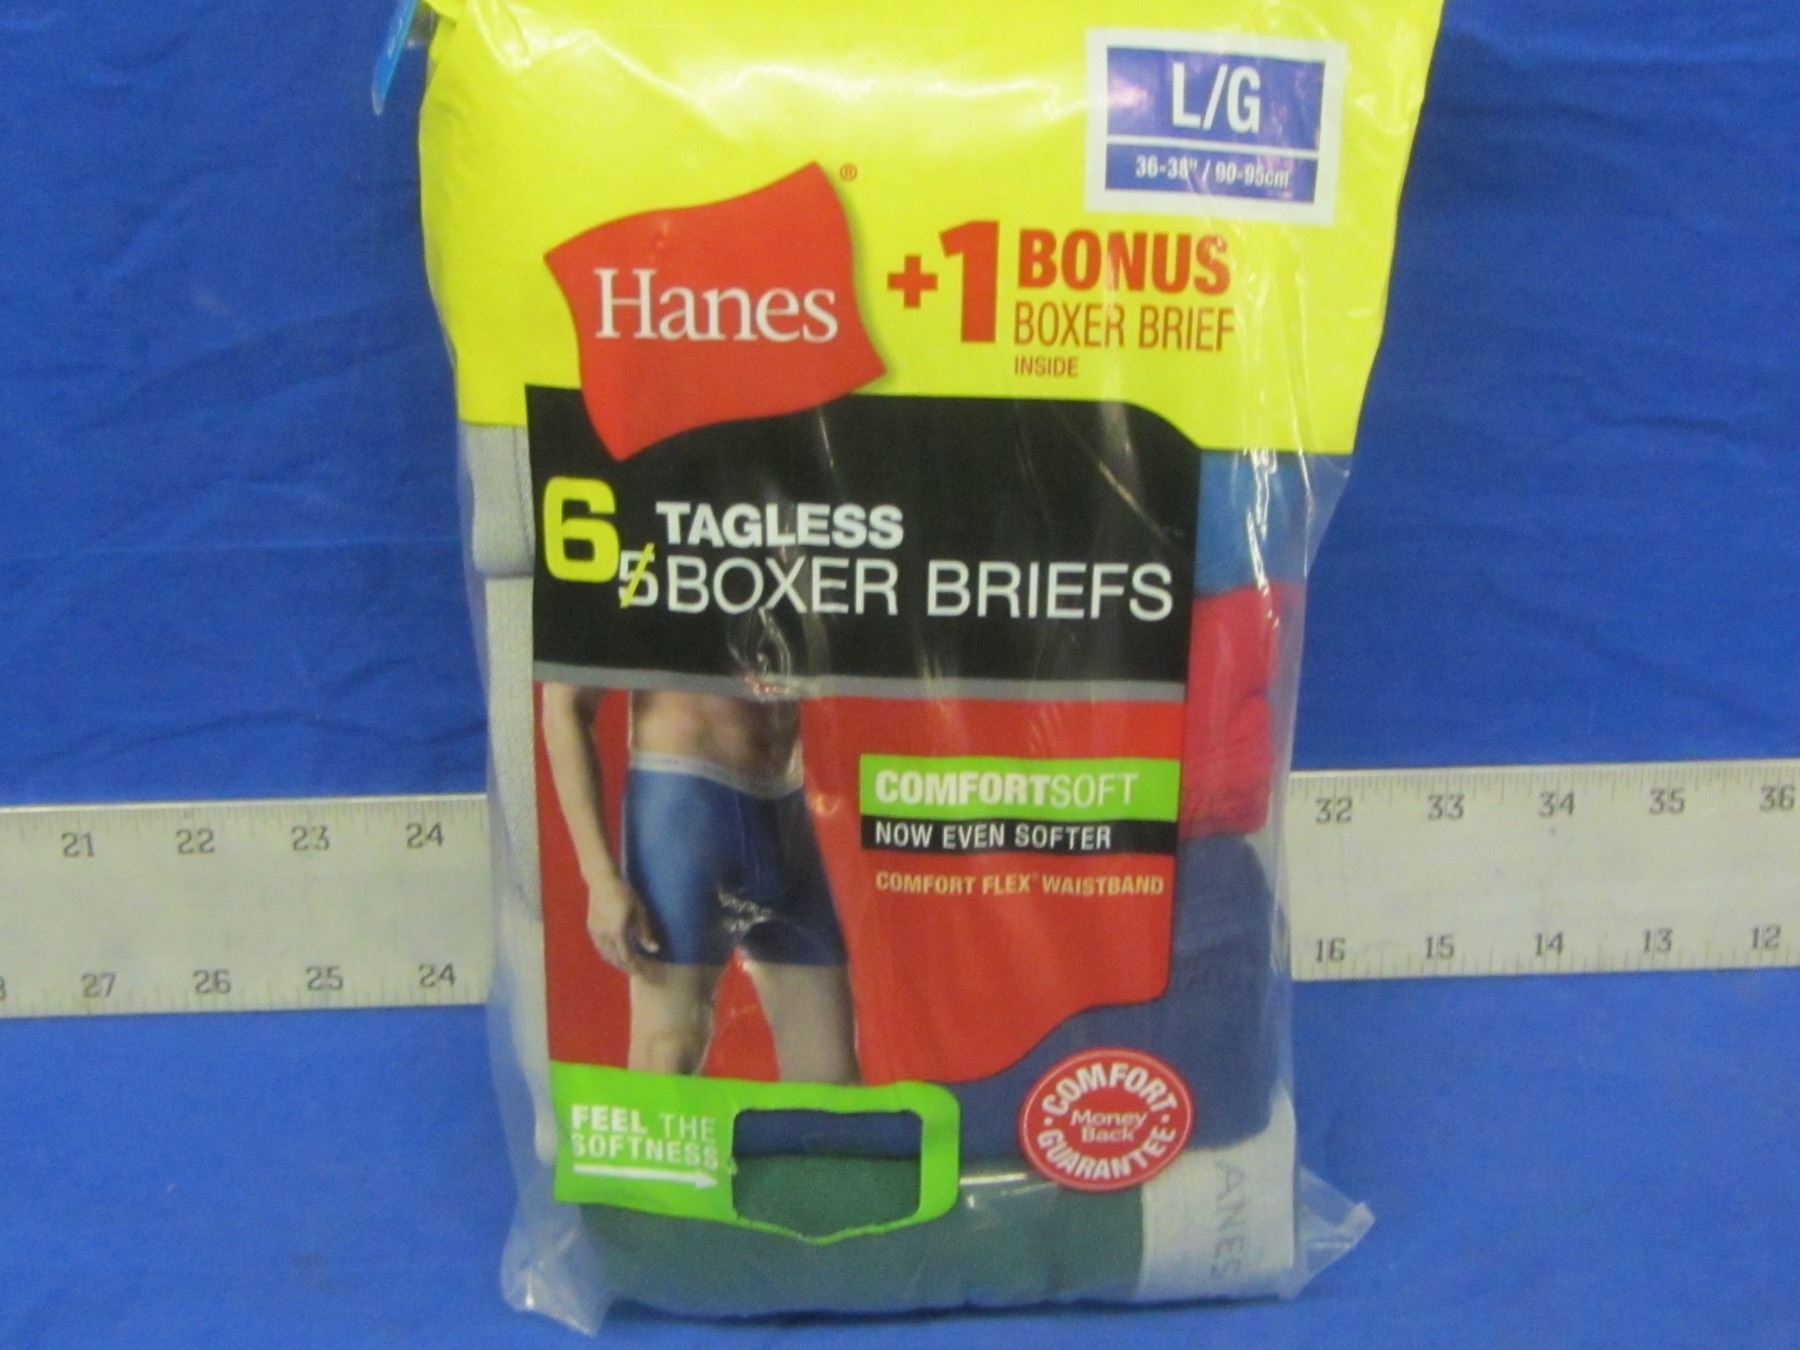 L/G
36-38" / 90-95cm
Hanes®
+1 BONUS
BOXER BRIEF
INSIDE
6 TAGLESS
5 BOXER BRIEFS
COMFORTSOFT
NOW EVEN SOFTER
COMFORT FLEX® WAISTBAND
21 22 23 24
32 33 34 35 36
27 26 25 24
16 15 14 13 12
FEEL THE
SOFTNESS
COMFORT
Money
Back
GUARANTEE
ANES